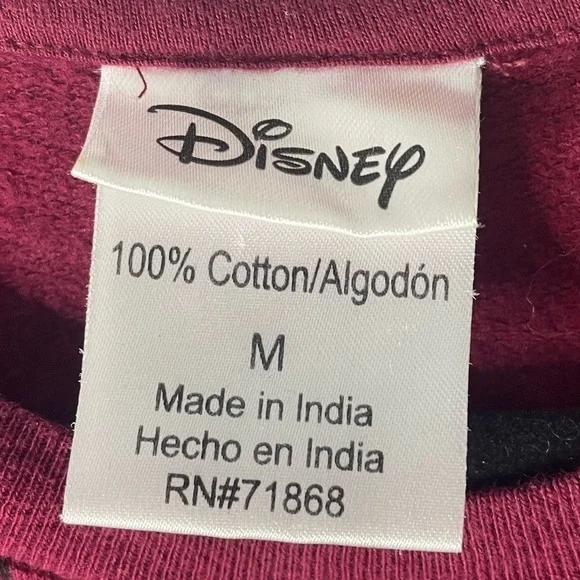 Disney
100% Cotton/Algodón
M
Made in India
Hecho en India
RN#71868